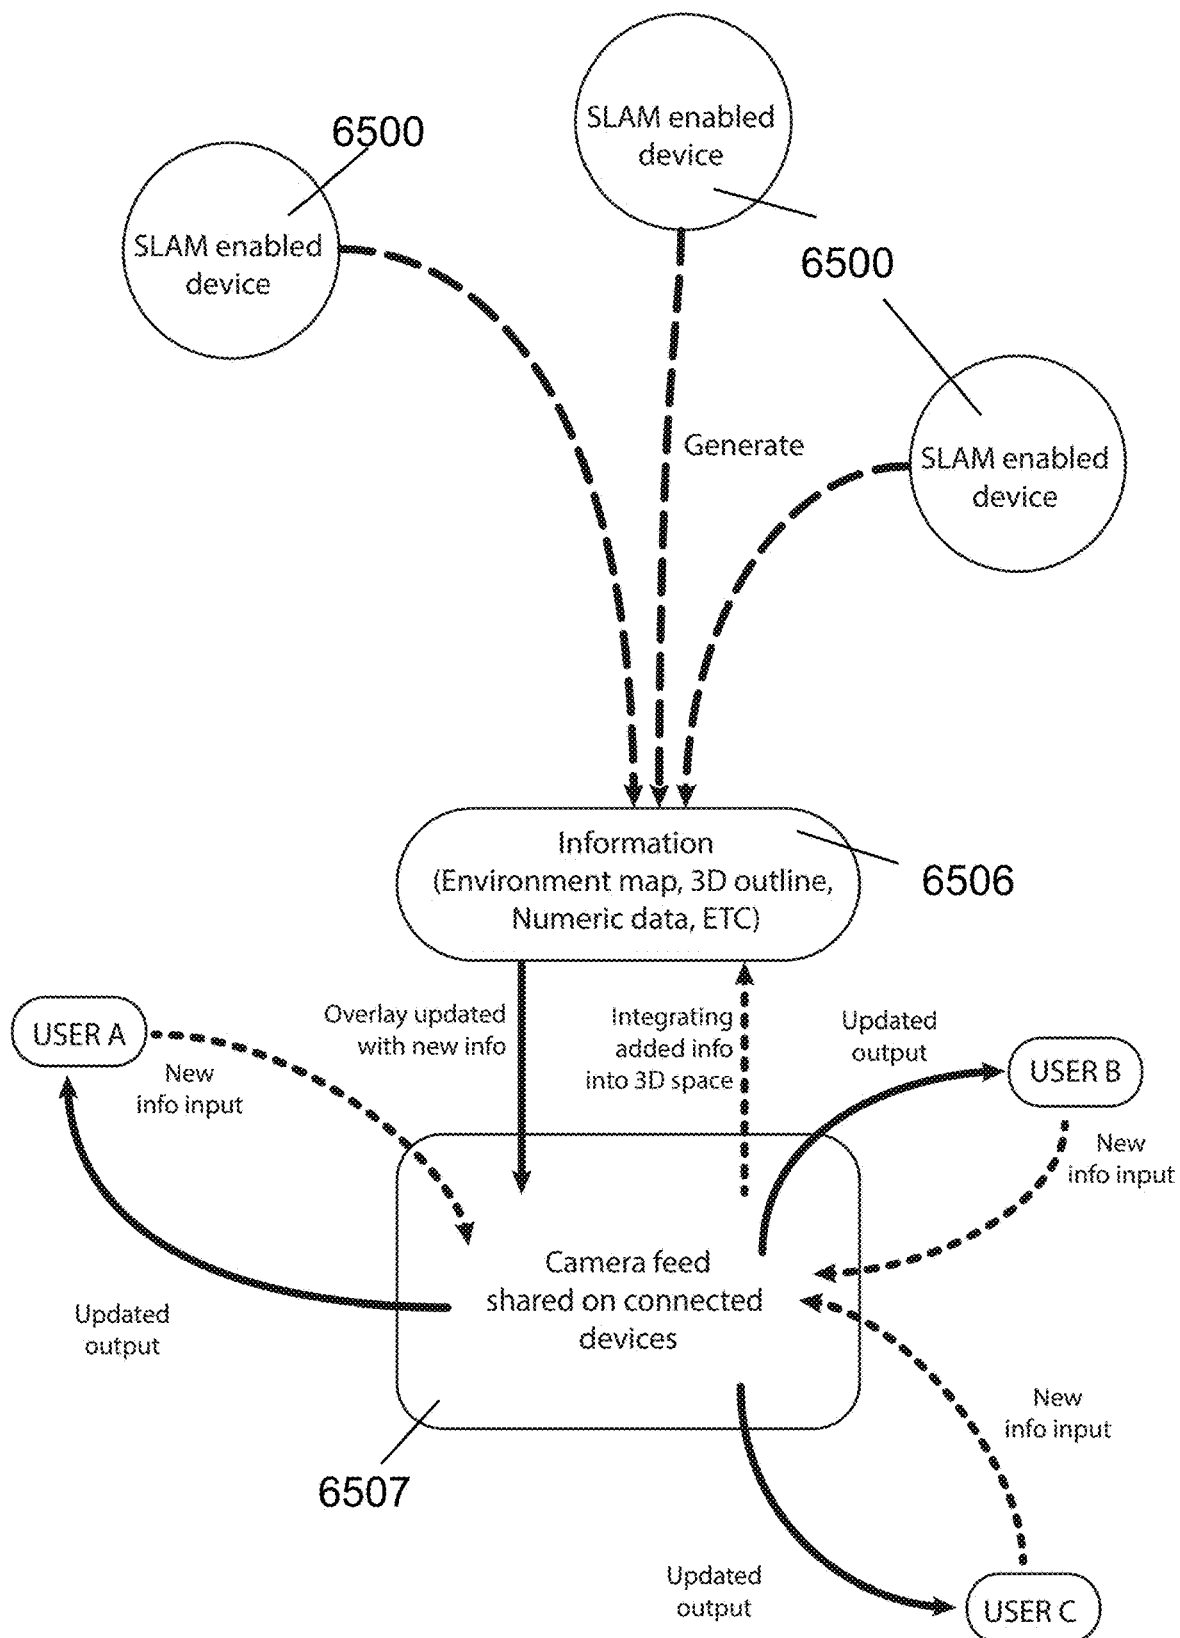 SLAM enabled
device
6500
SLAM enabled
device
6500
SLAM enabled
device
Generate
Information
(Environment map, 3D outline,
Numeric data, ETC)
6506
USER A
New
info input
Overlay updated
with new info
Integrating
added info
into 3D space
Updated
output
USER B
New
info input
Camera feed
shared on connected
devices
Updated
output
6507
New
info input
Updated
output
USER C